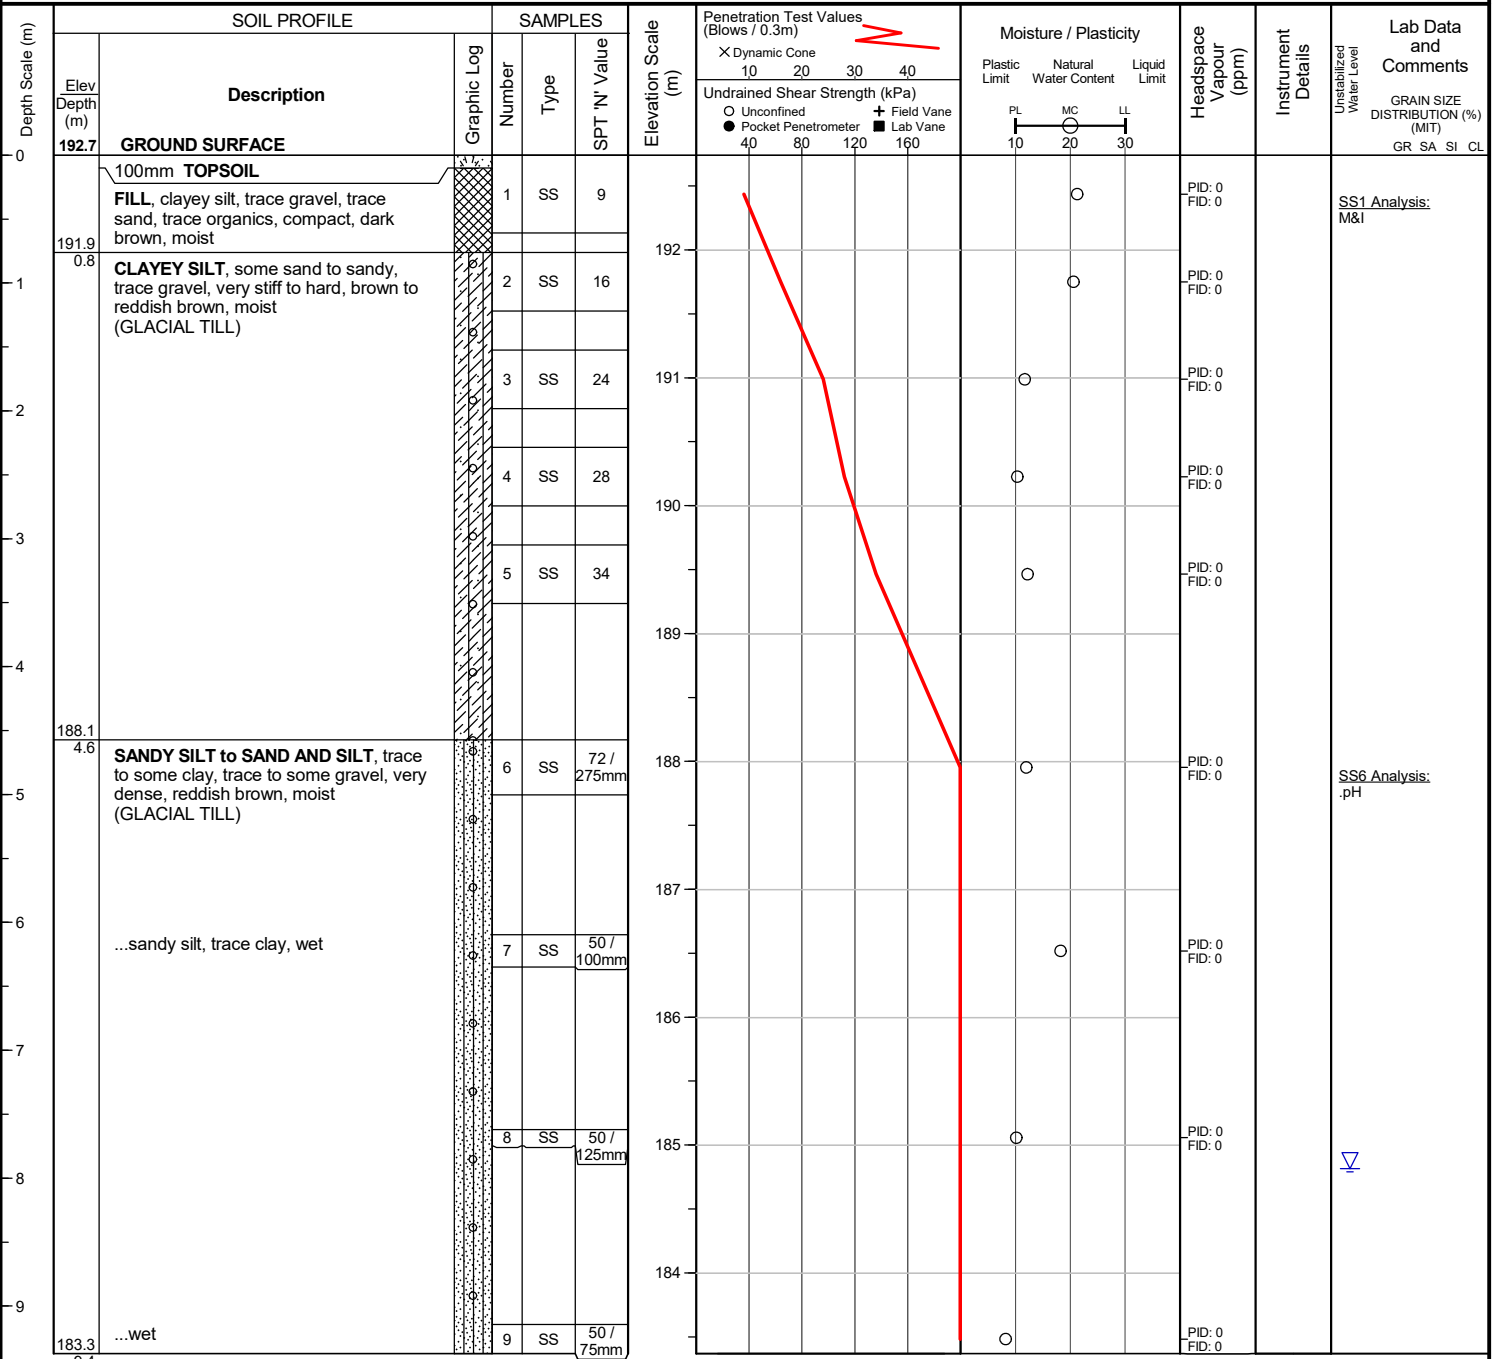 SOIL PROFILE
SAMPLES
Depth Scale (m)
Elev
Depth
(m)
Description
Graphic Log
Number
Type
SPT 'N' Value
Elevation Scale
(m)
Penetration Test Values
(Blows / 0.3m)
× Dynamic Cone
10 20 30 40
Undrained Shear Strength (kPa)
Unconfined
Field Vane
Pocket Penetrometer
Lab Vane
40 80 120 160
Moisture / Plasticity
Plastic
Limit
Natural
Water Content
Liquid
Limit
PL MC LL
10 20 30
Headspace
Vapour
(ppm)
Instrument
Details
Unstabilized
Water Level
Lab Data
and
Comments
GRAIN SIZE
DISTRIBUTION (%)
(MIT)
GR SA SI CL
192.7 GROUND SURFACE
0
100mm TOPSOIL
FILL, clayey silt, trace gravel, trace
sand, trace organics, compact, dark
brown, moist
1 SS 9
PID: 0
FID: 0
SS1 Analysis:
M&I
191.9
0.8
192
CLAYEY SILT, some sand to sandy,
trace gravel, very stiff to hard, brown to
reddish brown, moist
(GLACIAL TILL)
1
2 SS 16
PID: 0
FID: 0
3 SS 24
191
PID: 0
FID: 0
2
4 SS 28
PID: 0
FID: 0
190
3
5 SS 34
PID: 0
FID: 0
189
4
188.1
4.6
SANDY SILT to SAND AND SILT, trace
to some clay, trace to some gravel, very
dense, reddish brown, moist
(GLACIAL TILL)
6 SS 72 /
275mm
188
PID: 0
FID: 0
SS6 Analysis:
.pH
5
187
6
...sandy silt, trace clay, wet
7 SS 50 /
100mm
PID: 0
FID: 0
186
7
8 SS 50 /
125mm
185
PID: 0
FID: 0
8
184
9
...wet
183.3
9 SS 50 /
75mm
PID: 0
FID: 0